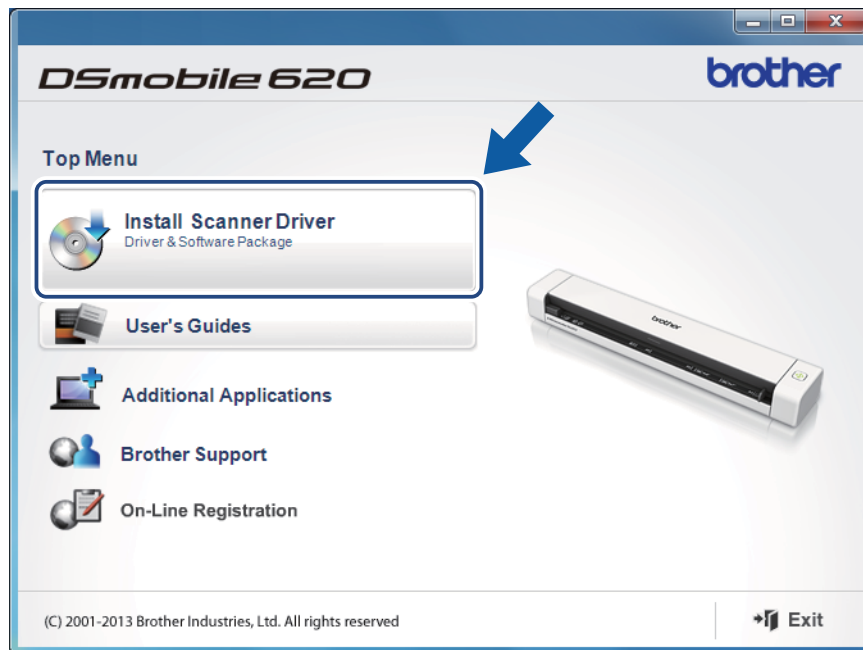 DSmobile 620
brother
Top Menu
Install Scanner Driver
Driver & Software Package
User's Guides
Additional Applications
Brother Support
On-Line Registration
brother
(C) 2001-2013 Brother Industries, Ltd. All rights reserved
Exit